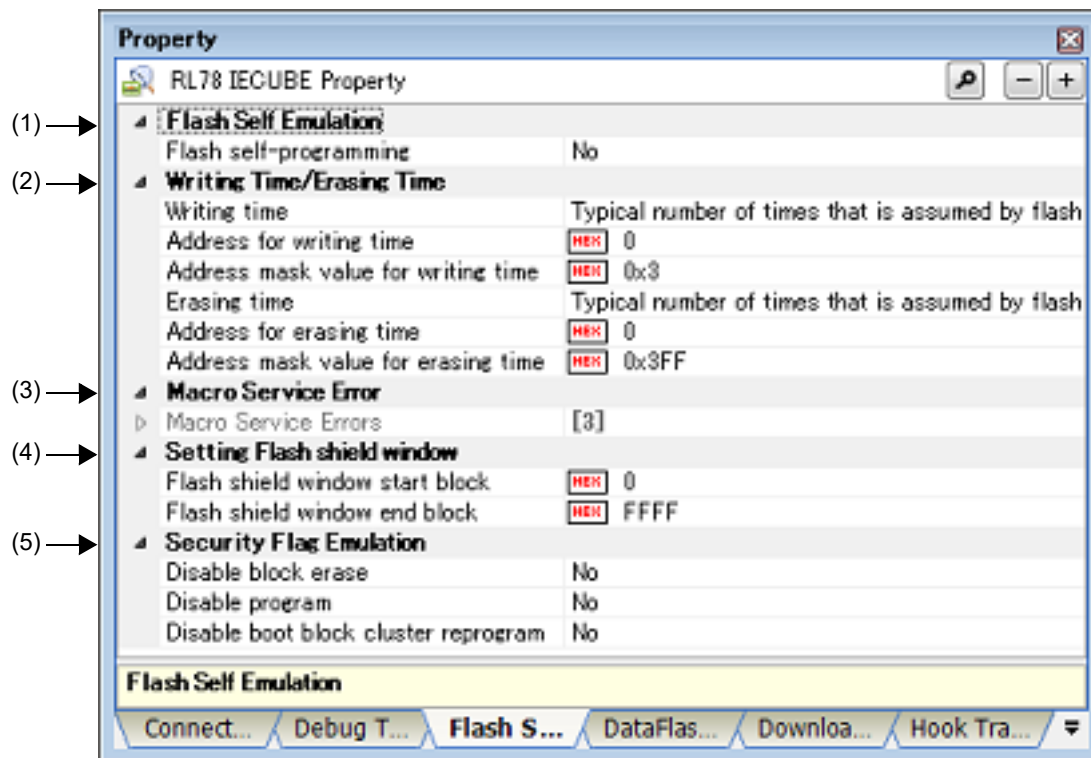 Property
RL78 IECUBE Property
(1) Flash Self Emulation
Flash self-programming No
(2) Writing Time/Erasing Time
Writing time Typical number of times that is assumed by flash
Address for writing time HEX 0
Address mask value for writing time HEX 0x3
Erasing time Typical number of times that is assumed by flash
Address for erasing time HEX 0
Address mask value for erasing time HEX 0x3FF
(3) Macro Service Error
Macro Service Errors [3]
(4) Setting Flash shield window
Flash shield window start block HEX 0
Flash shield window end block HEX FFFF
(5) Security Flag Emulation
Disable block erase No
Disable program No
Disable boot block cluster reprogram No
Flash Self Emulation
Connect... Debug T... Flash S... DataFlas... Downloa... Hook Tra...